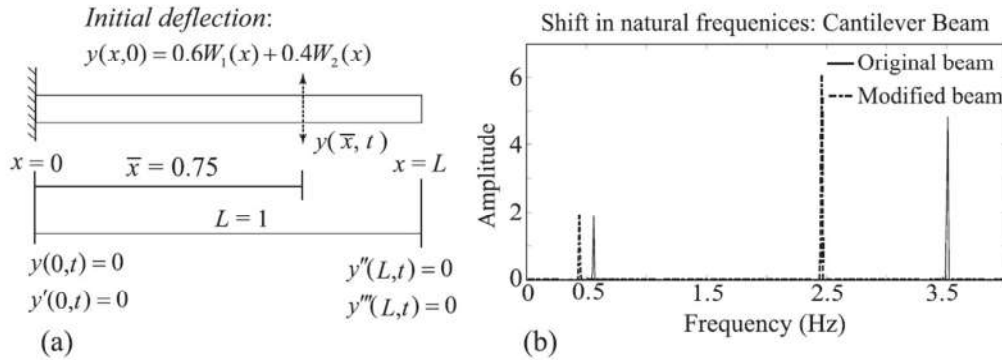 Initial deflection:
y(x,0) = 0.6W₁(x) + 0.4W₂(x)
y(x̄, t)
x = 0
x̄ = 0.75
x = L
L = 1
y(0,t) = 0
y′(0,t) = 0
y″(L,t) = 0
y‴(L,t) = 0
(a)
Shift in natural frequenices: Cantilever Beam
Original beam
Modified beam
Amplitude
6
4
2
0
0
0.5
1.5
2.5
3.5
Frequency (Hz)
(b)